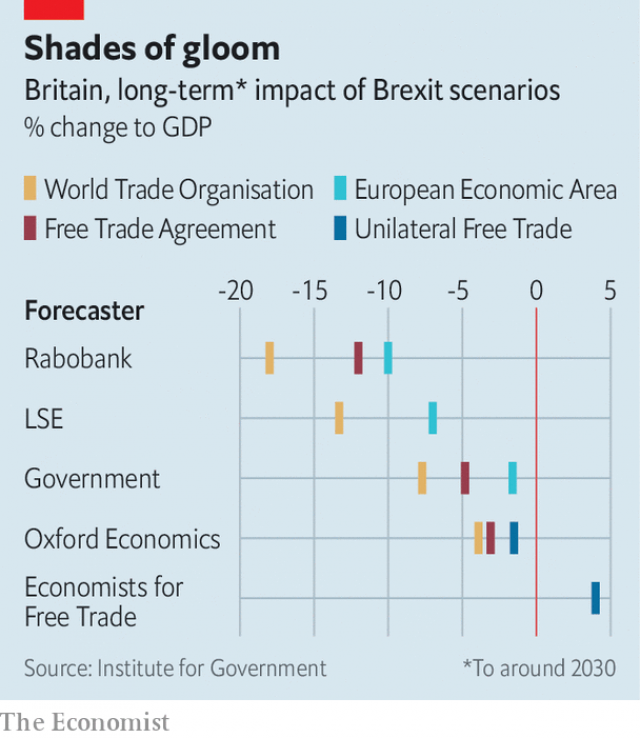 Shades of gloom
Britain, long-term* impact of Brexit scenarios
% change to GDP
World Trade Organisation
European Economic Area
Free Trade Agreement
Unilateral Free Trade
-20 -15 -10 -5 0 5
Forecaster
Rabobank
LSE
Government
Oxford Economics
Economists for
Free Trade
Source: Institute for Government
*To around 2030
The Economist